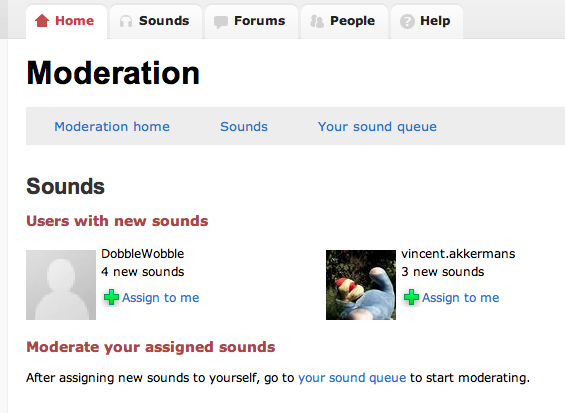 Home Sounds Forums People Help
Moderation
Moderation home Sounds Your sound queue
Sounds
Users with new sounds
DobbleWobble
4 new sounds
Assign to me
vincent.akkermans
3 new sounds
Assign to me
Moderate your assigned sounds
After assigning new sounds to yourself, go to your sound queue to start moderating.